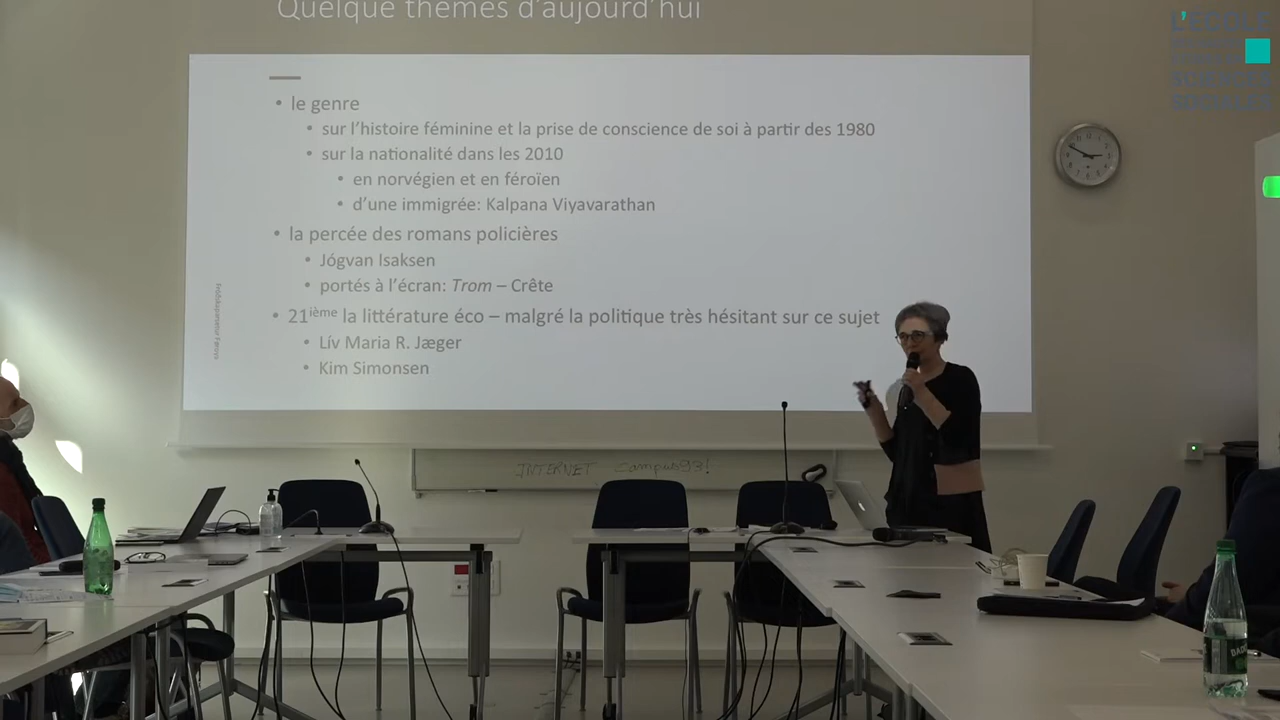 Quelque thèmes d'aujourd'hui
L'ÉCOLE
SCIENCES
SOCIALES
• le genre
• sur l'histoire féminine et la prise de conscience de soi à partir des 1980
• sur la nationalité dans les 2010
• en norvégien et en féroïen
• d'une immigrée: Kalpana Viyavarathan
• la percée des romans policières
• Jógvan Isaksen
• portés à l'écran: Trom – Crête
• 21ième la littérature éco – malgré la politique très hésitant sur ce sujet
• Lív Maria R. Jæger
• Kim Simonsen
INTERNET Campus93!